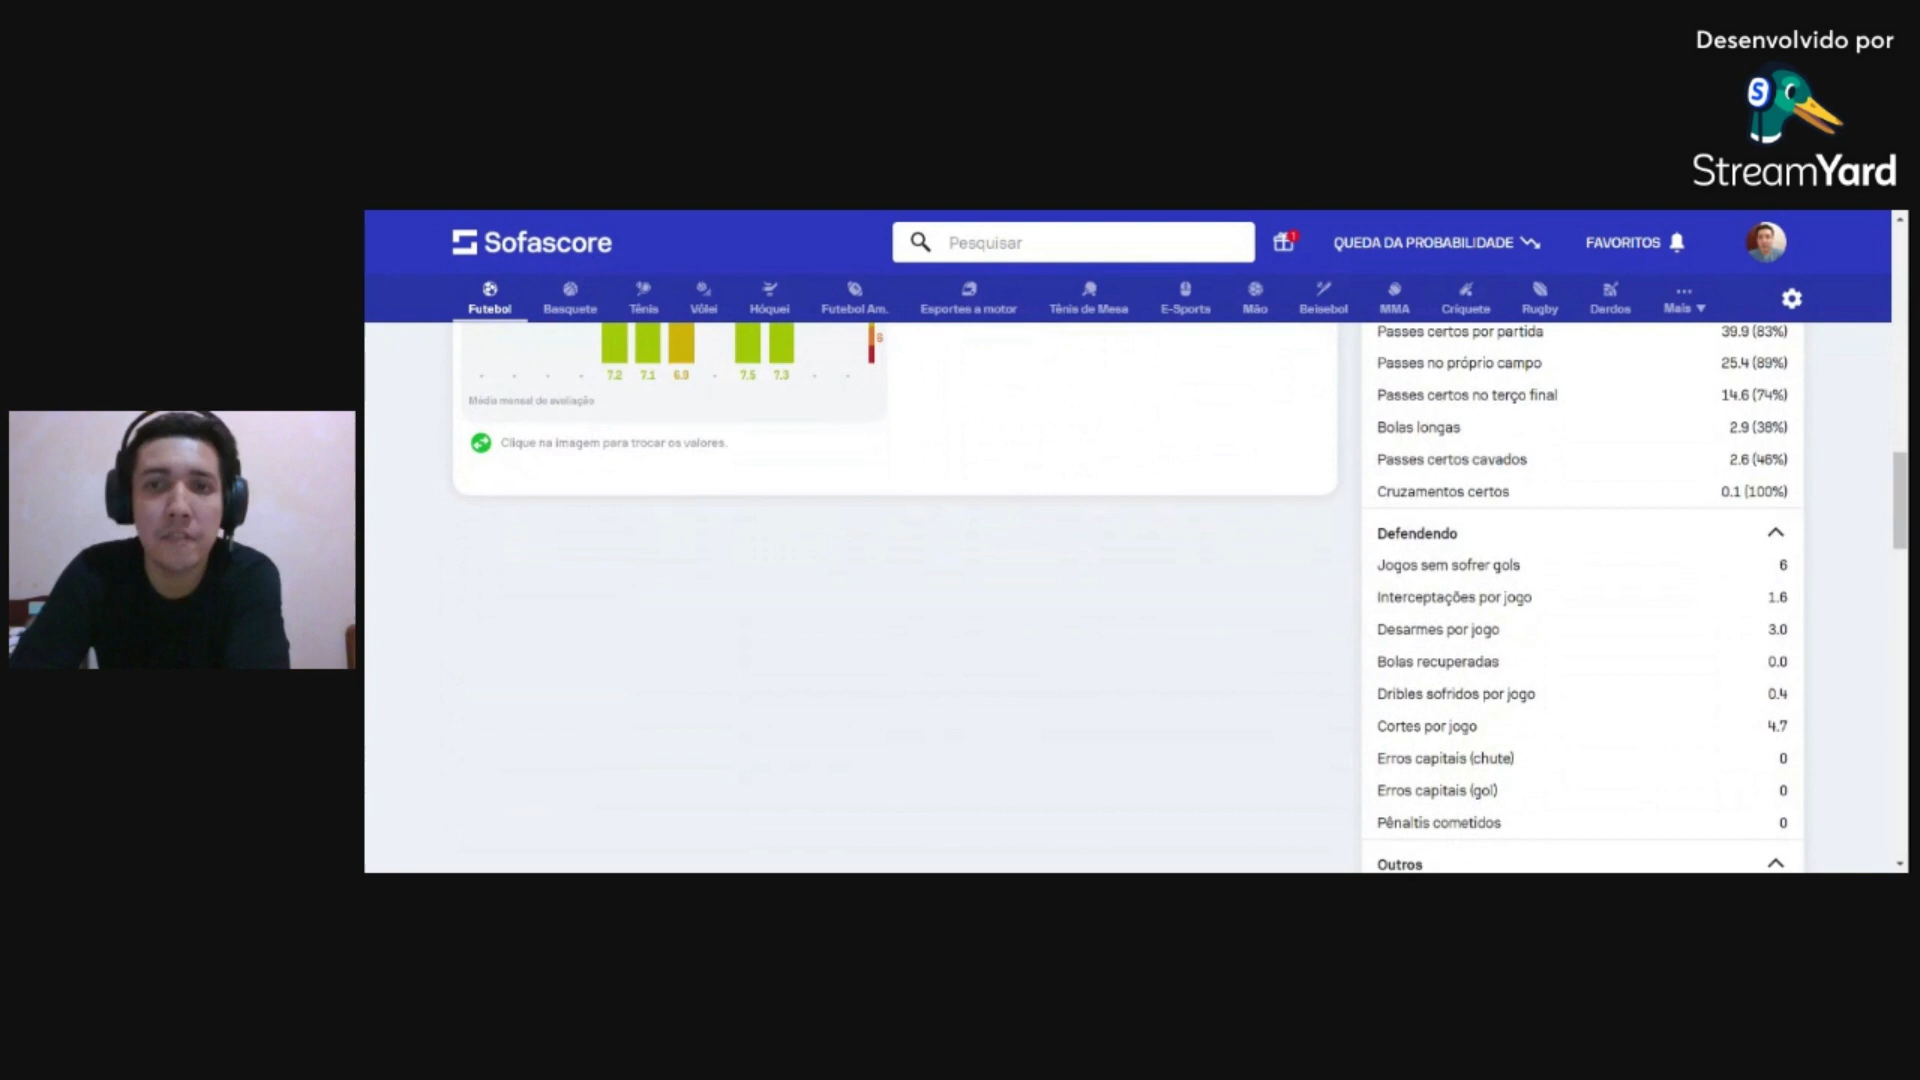 Desenvolvido por
S
StreamYard
Sofascore
Pesquisar
1
QUEDA DA PROBABILIDADE
FAVORITOS
Futebol
Basquete
Tênis
Vôlei
Hóquei
Futebol Am.
Esportes a motor
Tênis de Mesa
E-Sports
Mão
Beisebol
MMA
Críquete
Rugby
Dardos
Mais ▼
6
- - - - 7.2 7.1 6.9 - 7.5 7.3 - -
Média mensal de avaliação
Clique na imagem para trocar os valores.
Passes certos por partida 39.9 (83%)
Passes no próprio campo 25.4 (89%)
Passes certos no terço final 14.6 (74%)
Bolas longas 2.9 (38%)
Passes certos cavados 2.6 (46%)
Cruzamentos certos 0.1 (100%)
Defendendo
Jogos sem sofrer gols 6
Interceptações por jogo 1.6
Desarmes por jogo 3.0
Bolas recuperadas 0.0
Dribles sofridos por jogo 0.4
Cortes por jogo 4.7
Erros capitais (chute) 0
Erros capitais (gol) 0
Pênaltis cometidos 0
Outros